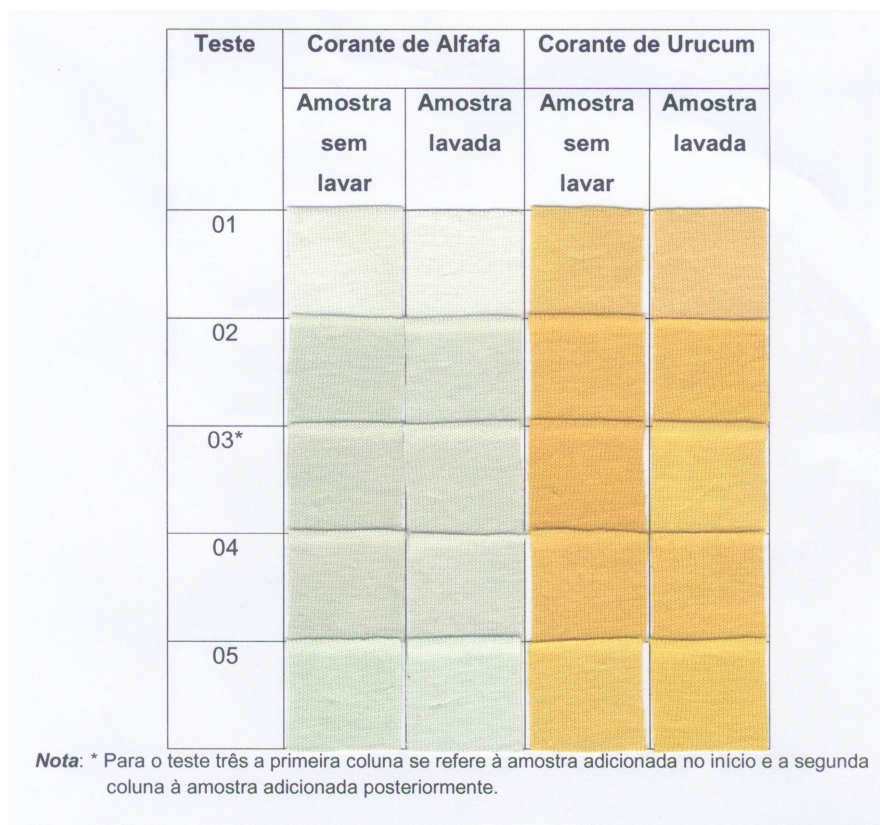 Teste Corante de Alfafa Corante de Urucum
Amostra Amostra Amostra Amostra
sem lavada sem lavada
lavar lavar
01
02
03*
04
05
Nota: * Para o teste três a primeira coluna se refere à amostra adicionada no início e a segunda
coluna à amostra adicionada posteriormente.